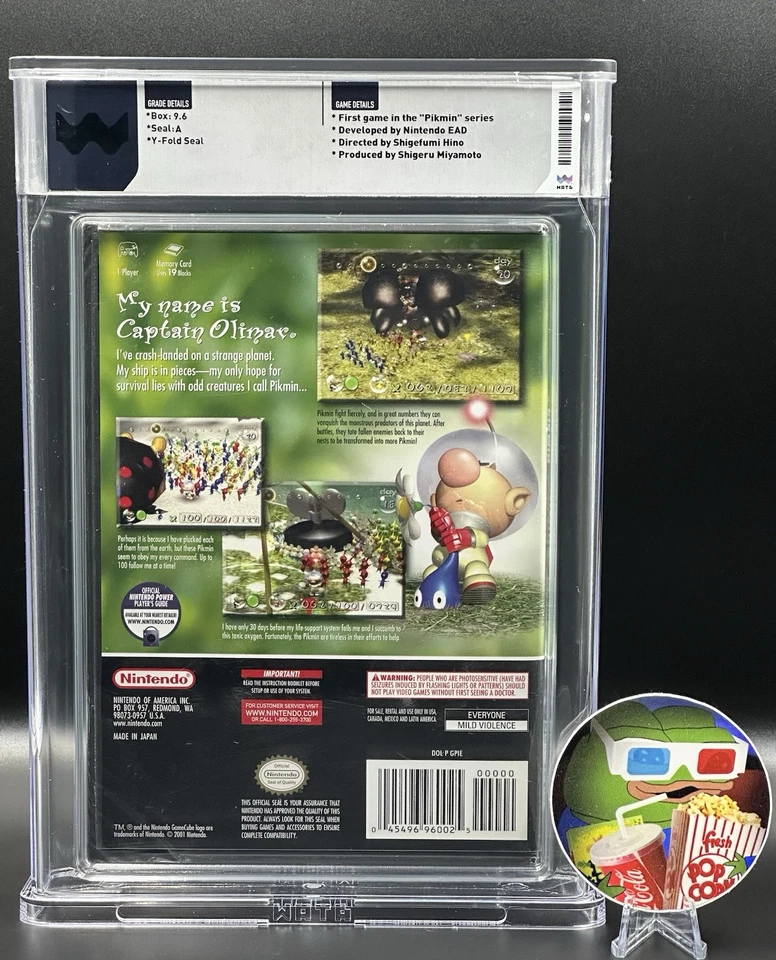 GRADE DETAILS
*Box: 9.6
*Seal: A
*Y-Fold Seal
GAME DETAILS
* First game in the "Pikmin" series
* Developed by Nintendo EAD
* Directed by Shigefumi Hino
* Produced by Shigeru Miyamoto
WATA
1 Player
Memory Card
Uses 19 Blocks
My name is
Captain Olimar.
I've crash-landed on a strange planet.
My ship is in pieces—my only hope for
survival lies with odd creatures I call Pikmin...
day
20
Pikmin fight fiercely, and in great numbers they can
vanquish the monstrous predators of this planet. After
battles, they tote fallen enemies back to their
nests to be transformed into more Pikmin!
Perhaps it is because I have plucked each
of them from the earth, but these Pikmin
seem to obey my every command. Up to
100 follow me at a time!
day
I have only 30 days before my life-support system fails me and I succumb to
this toxic oxygen. Fortunately, the Pikmin are tireless in their efforts to help.
OFFICIAL
NINTENDO POWER
PLAYER'S GUIDE
AVAILABLE AT YOUR NEAREST RETAILER!
WWW.NINTENDO.COM
Nintendo
NINTENDO OF AMERICA INC.
PO BOX 957, REDMOND, WA
98073-0957 U.S.A.
www.nintendo.com
MADE IN JAPAN
IMPORTANT!
READ THE INSTRUCTION BOOKLET BEFORE
SETUP OR USE OF YOUR SYSTEM.
FOR CUSTOMER SERVICE VISIT
WWW.NINTENDO.COM
OR CALL 1-800-255-3700
WARNING: PEOPLE WHO ARE PHOTOSENSITIVE (HAVE HAD
SEIZURES INDUCED BY FLASHING LIGHTS OR PATTERNS) SHOULD
NOT PLAY VIDEO GAMES WITHOUT FIRST SEEING A DOCTOR.
FOR SALE, RENTAL AND USE ONLY IN USA,
CANADA, MEXICO AND LATIN AMERICA.
EVERYONE
MILD VIOLENCE
DOL P GPIE
Official
Nintendo
Seal of Quality
THIS OFFICIAL SEAL IS YOUR ASSURANCE THAT
NINTENDO HAS APPROVED THE QUALITY OF THIS
PRODUCT. ALWAYS LOOK FOR THIS SEAL WHEN
BUYING GAMES AND ACCESSORIES TO ENSURE
COMPLETE COMPATIBILITY.
00000
0 45496 96002 5
TM, ® and the Nintendo GameCube logo are
trademarks of Nintendo. © 2001 Nintendo.
WATA
fresh
POP
CORN
Cola